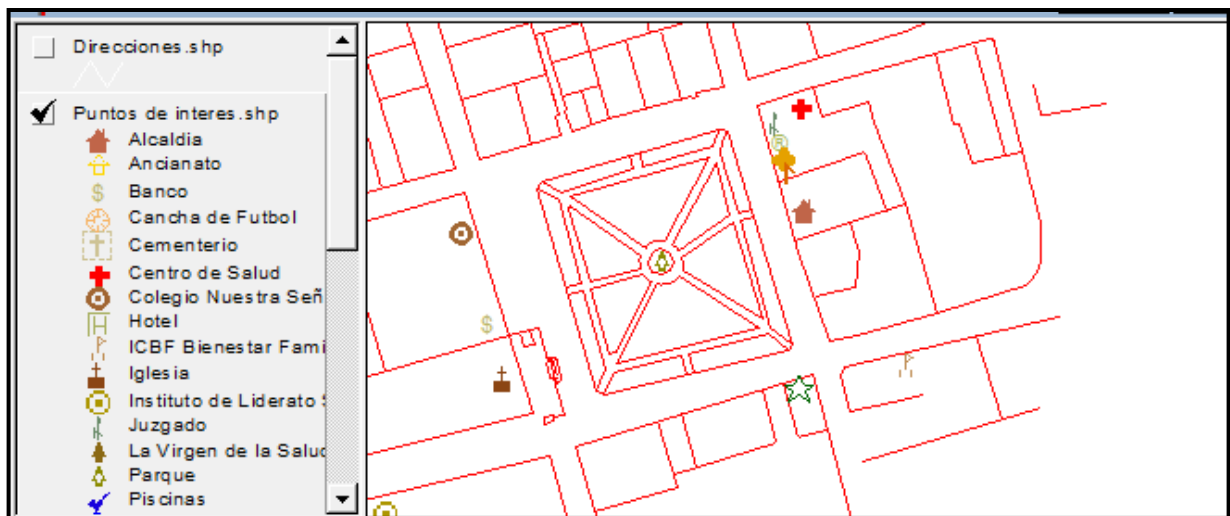 Direcciones.shp
Puntos de interes.shp
Alcaldia
Ancianato
$ Banco
Cancha de Futbol
Cementerio
Centro de Salud
Colegio Nuestra Señ
Hotel
ICBF Bienestar Fami
Iglesia
Instituto de Liderato S
Juzgado
La Virgen de la Salud
Parque
Piscinas
R
$